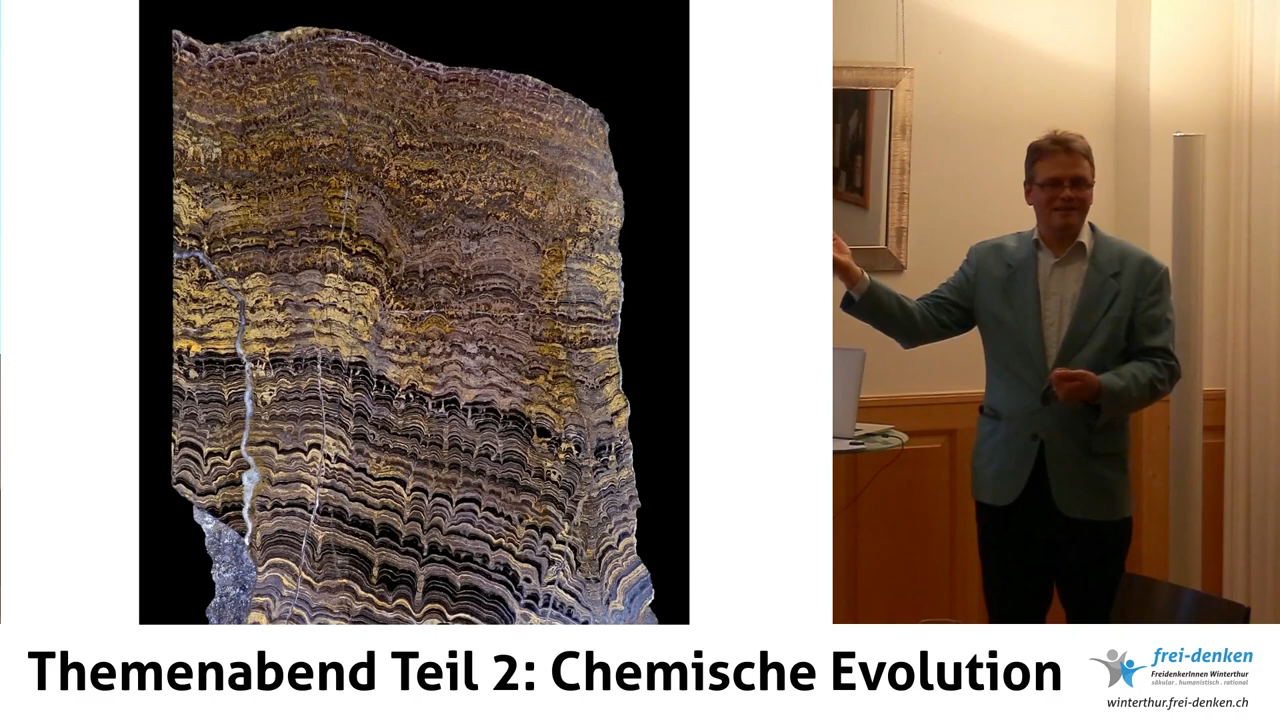 Themenabend Teil 2: Chemische Evolution
frei-denken
FreidenkerInnen Winterthur
säkular . humanistisch . rational
winterthur.frei-denken.ch